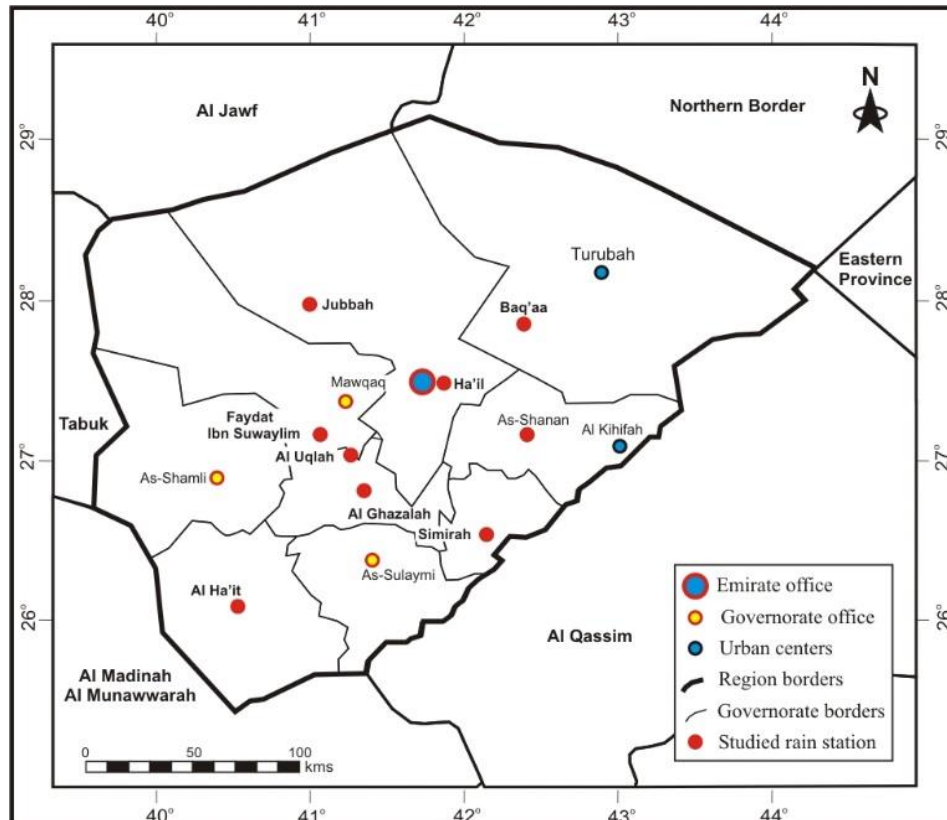 40° 41° 42° 43° 44°
N
Al Jawf
Northern Border
29° 29°
Turubah
Eastern
Province
28° 28°
Jubbah
Baq'aa
Ha'il
Mawqaq
Tabuk
Faydat
Ibn Suwaylim
As-Shanan
Al Kihifah
27° 27°
Al Uqlah
As-Shamli
Al Ghazalah
Simirah
As-Sulaymi
Al Ha'it
26° 26°
Al Qassim
Al Madinah
Al Munawwarah
Emirate office
Governorate office
Urban centers
Region borders
Governorate borders
Studied rain station
0 50 100
kms
40° 41° 42° 43° 44°